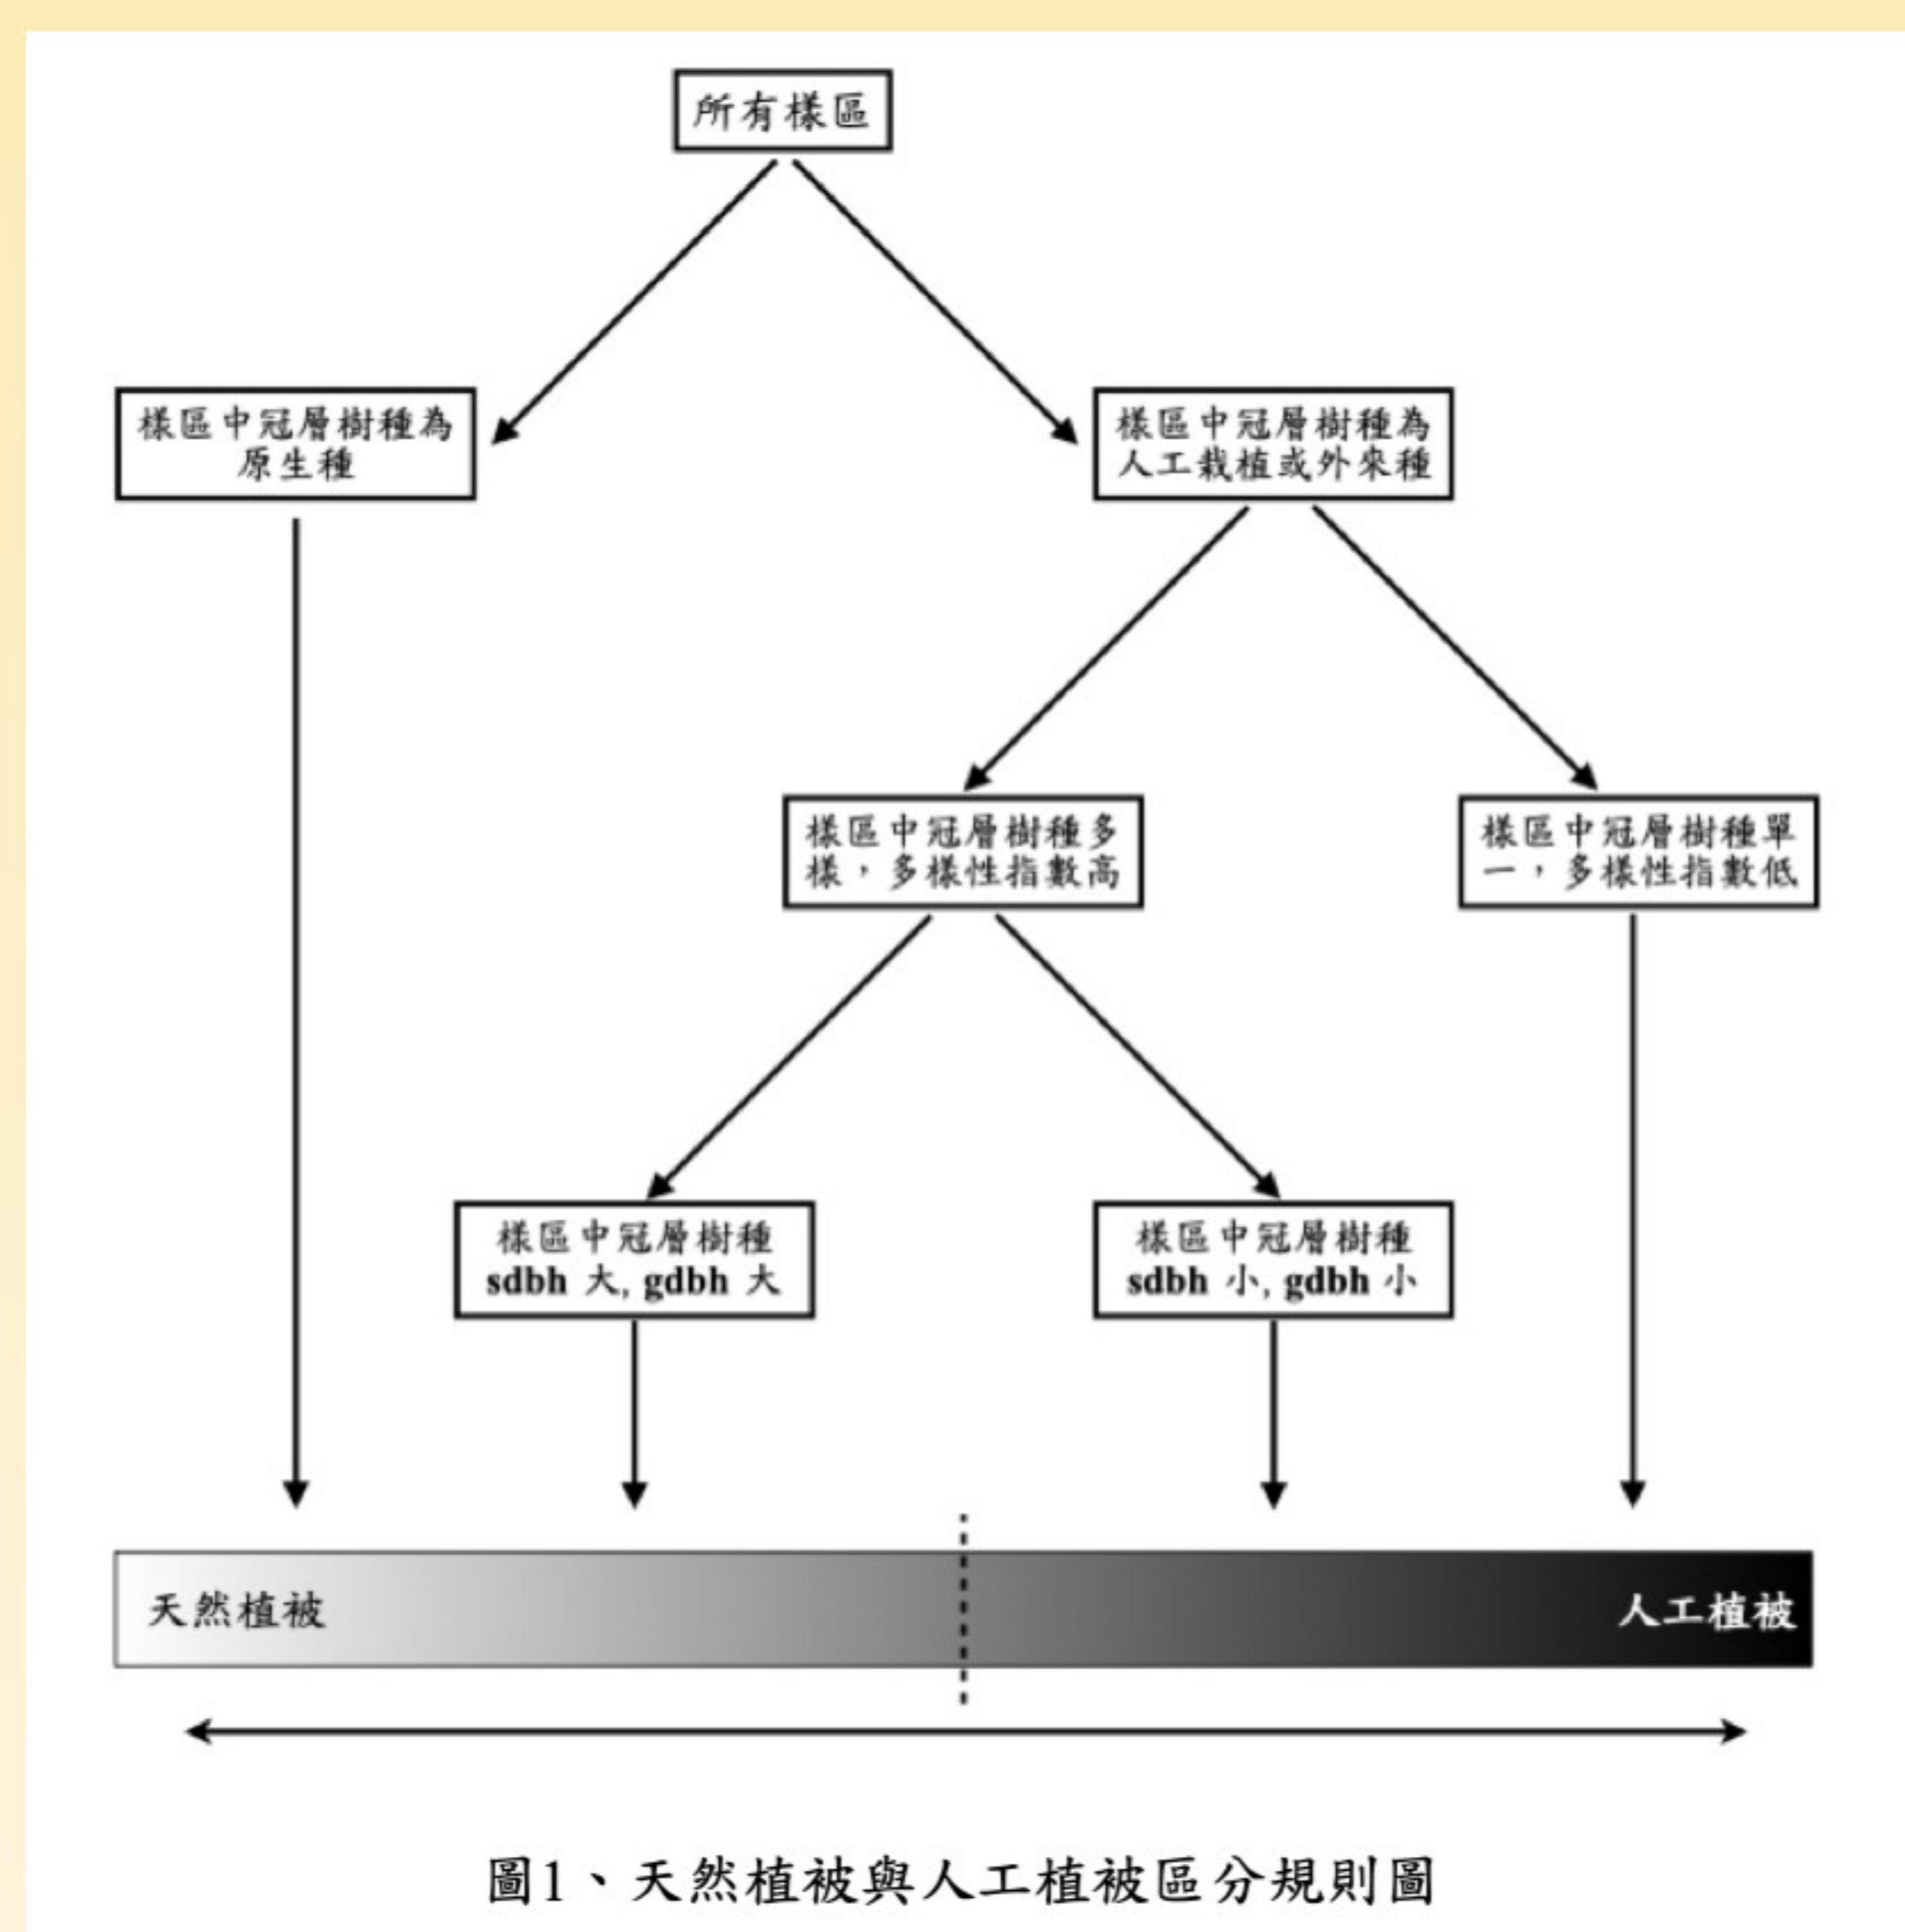 所有樣區
樣區中冠層樹種為
原生種
樣區中冠層樹種為
人工栽植或外來種
樣區中冠層樹種多
樣，多樣性指數高
樣區中冠層樹種單
一，多樣性指數低
樣區中冠層樹種
sdbh 大, gdbh 大
樣區中冠層樹種
sdbh 小, gdbh 小
天然植被
人工植被
圖1、天然植被與人工植被區分規則圖